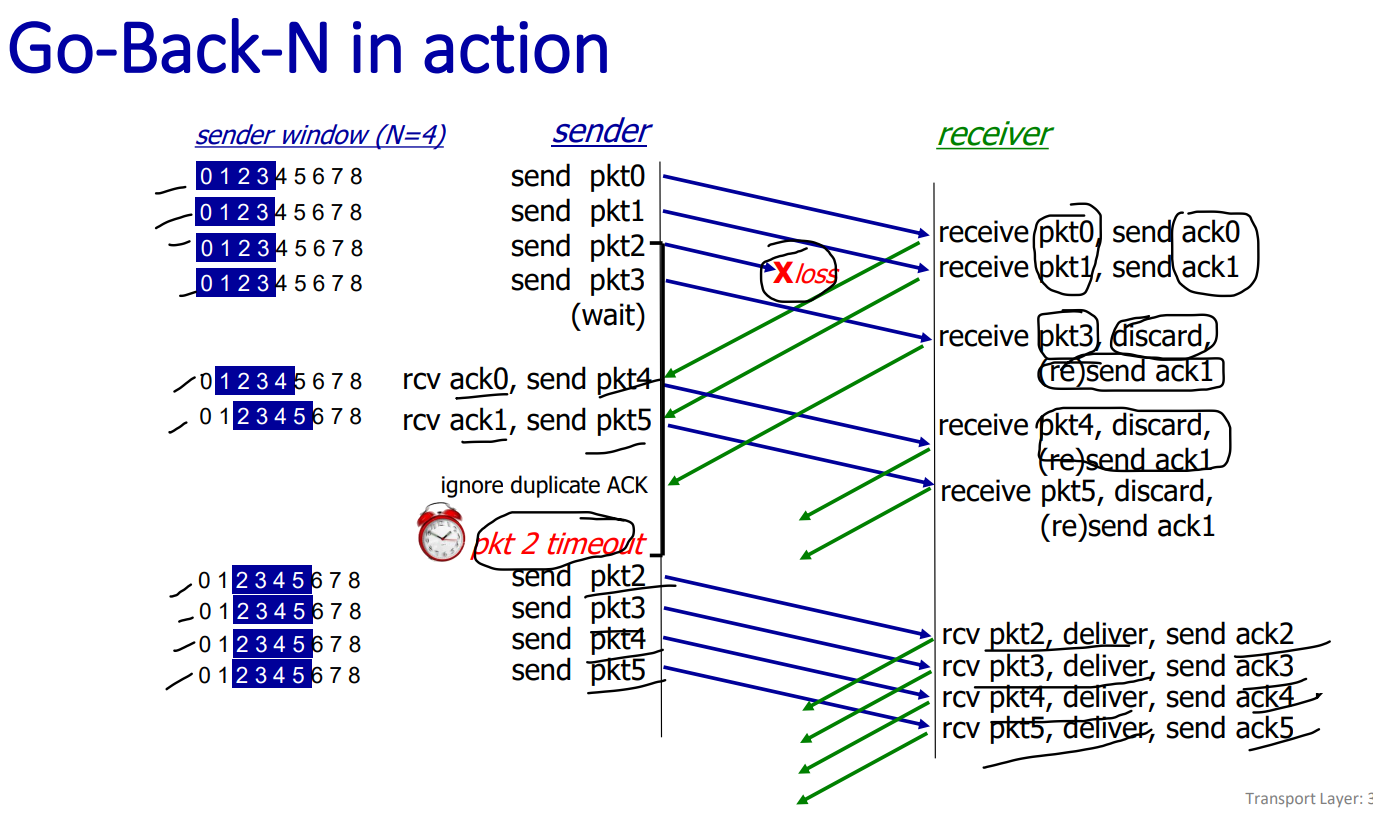 Go-Back-N in action
sender window (N=4)
sender
receiver
0 1 2 3 4 5 6 7 8
send pkt0
0 1 2 3 4 5 6 7 8
send pkt1
0 1 2 3 4 5 6 7 8
send pkt2
0 1 2 3 4 5 6 7 8
send pkt3
(wait)
X loss
receive pkt0, send ack0
receive pkt1, send ack1
receive pkt3, discard,
(re)send ack1
0 1 2 3 4 5 6 7 8
rcv ack0, send pkt4
0 1 2 3 4 5 6 7 8
rcv ack1, send pkt5
receive pkt4, discard,
(re)send ack1
receive pkt5, discard,
(re)send ack1
ignore duplicate ACK
pkt 2 timeout
0 1 2 3 4 5 6 7 8
send pkt2
0 1 2 3 4 5 6 7 8
send pkt3
0 1 2 3 4 5 6 7 8
send pkt4
0 1 2 3 4 5 6 7 8
send pkt5
rcv pkt2, deliver, send ack2
rcv pkt3, deliver, send ack3
rcv pkt4, deliver, send ack4
rcv pkt5, deliver, send ack5
Transport Layer: 3